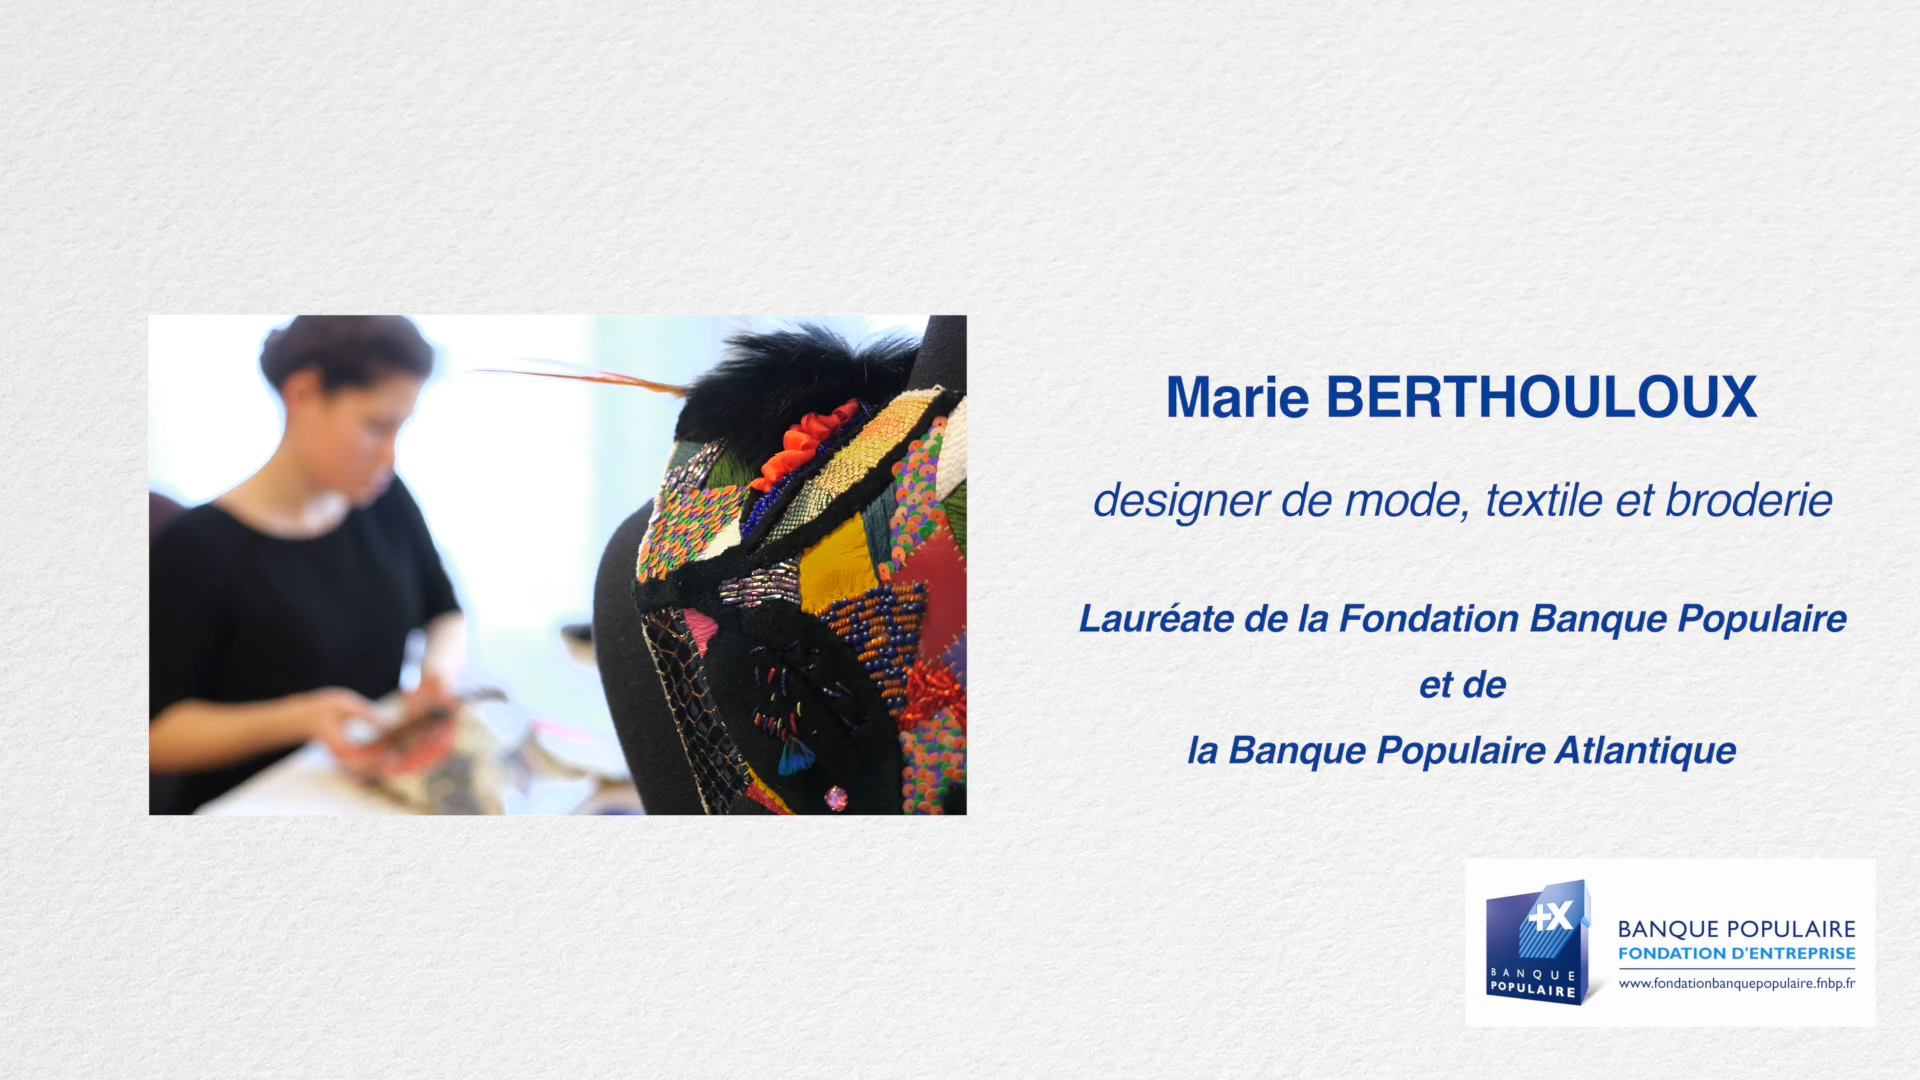 Marie BERTHOULOUX
designer de mode, textile et broderie
Lauréate de la Fondation Banque Populaire
et de
la Banque Populaire Atlantique
+X
BANQUE
POPULAIRE
BANQUE POPULAIRE
FONDATION D'ENTREPRISE
www.fondationbanquepopulaire.fnbp.fr